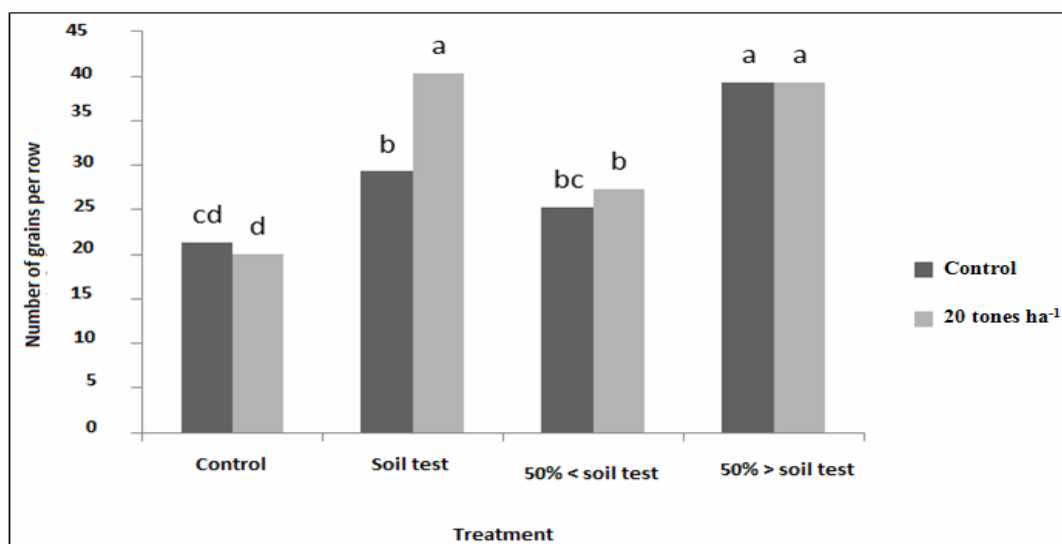 45
40
35
30
25
20
15
10
5
0
Number of grains per row
cd
d
b
a
bc
b
a
a
Control
Soil test
50% < soil test
50% > soil test
Treatment
Control
20 tones ha⁻¹